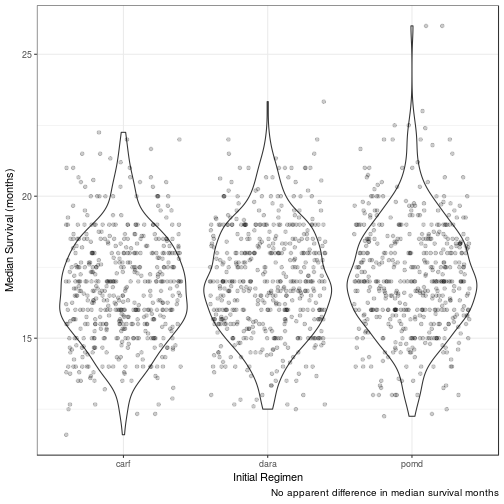 25
20
15
Median Survival (months)
carf
dara
pomd
Initial Regimen
No apparent difference in median survival months